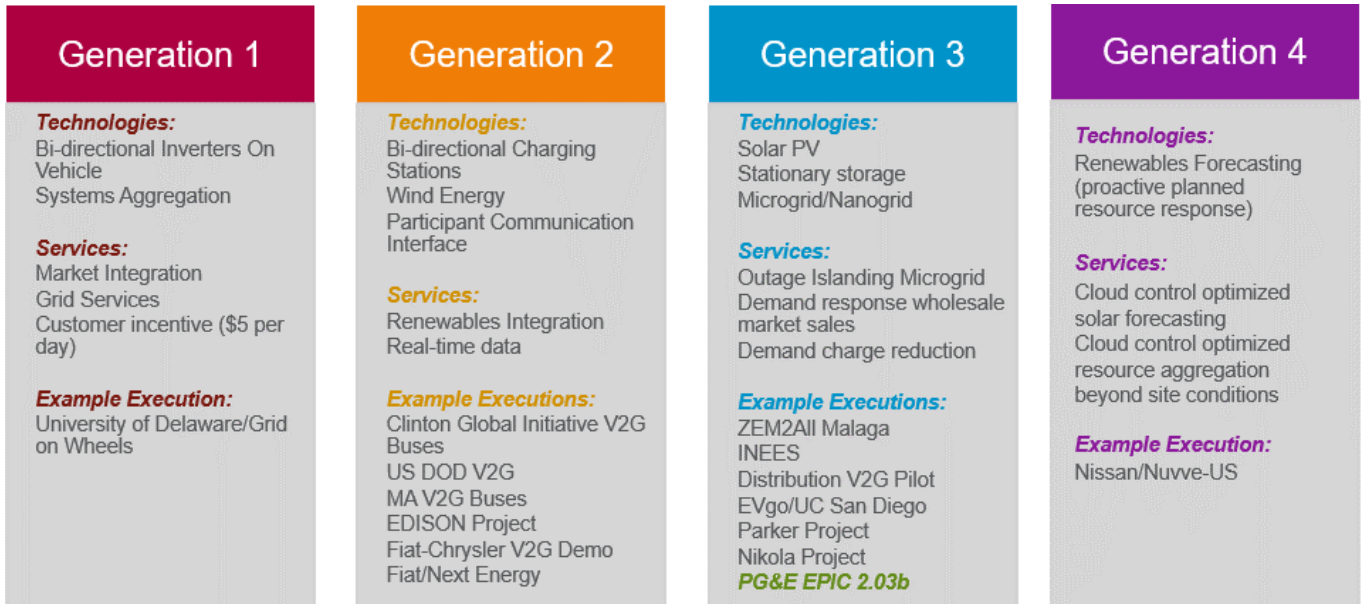 Generation 1
Technologies:
Bi-directional Inverters On
Vehicle
Systems Aggregation
Services:
Market Integration
Grid Services
Customer incentive ($5 per
day)
Example Execution:
University of Delaware/Grid
on Wheels
Generation 2
Technologies:
Bi-directional Charging
Stations
Wind Energy
Participant Communication
Interface
Services:
Renewables Integration
Real-time data
Example Executions:
Clinton Global Initiative V2G
Buses
US DOD V2G
MA V2G Buses
EDISON Project
Fiat-Chrysler V2G Demo
Fiat/Next Energy
Generation 3
Technologies:
Solar PV
Stationary storage
Microgrid/Nanogrid
Services:
Outage Islanding Microgrid
Demand response wholesale
market sales
Demand charge reduction
Example Executions:
ZEM2All Malaga
INEES
Distribution V2G Pilot
EVgo/UC San Diego
Parker Project
Nikola Project
PG&E EPIC 2.03b
Generation 4
Technologies:
Renewables Forecasting
(proactive planned
resource response)
Services:
Cloud control optimized
solar forecasting
Cloud control optimized
resource aggregation
beyond site conditions
Example Execution:
Nissan/Nuvve-US